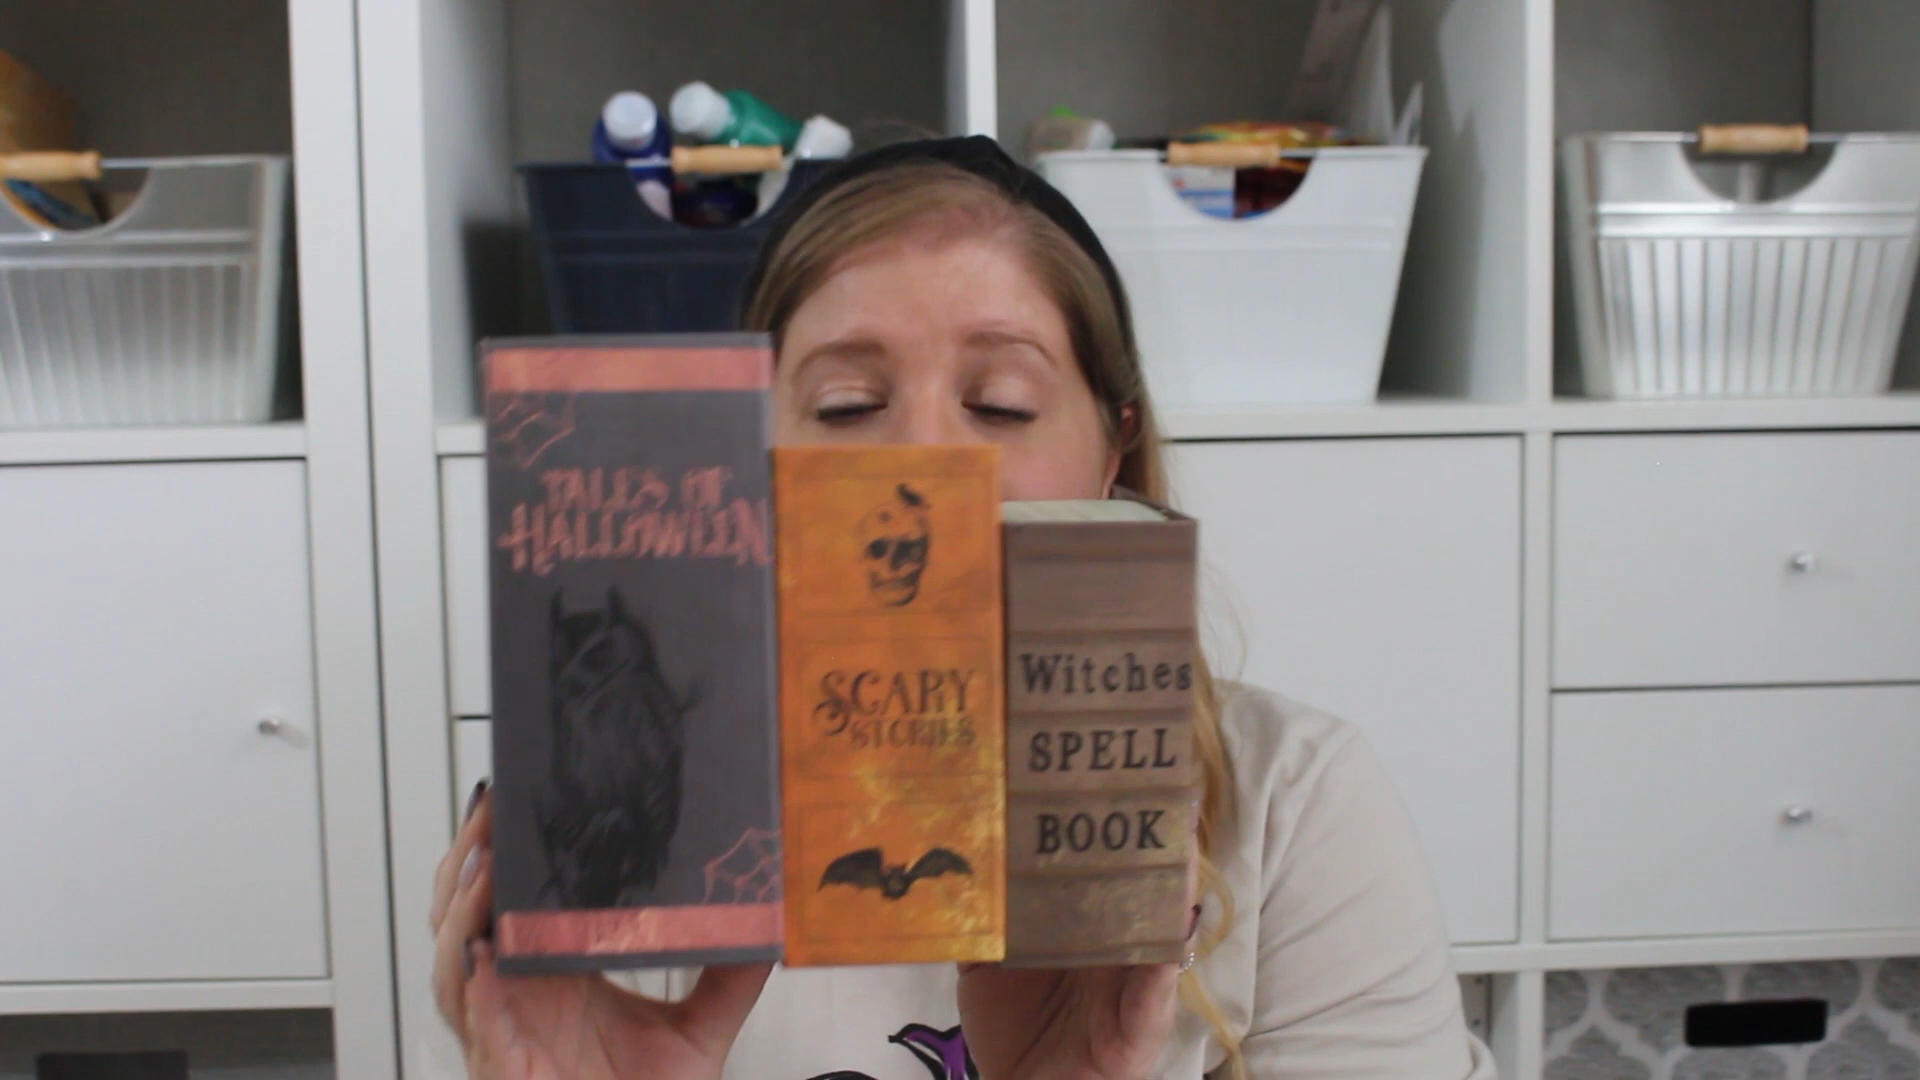 TALES OF
HALLOWEEN
SCARY
STORIES
Witches
SPELL
BOOK